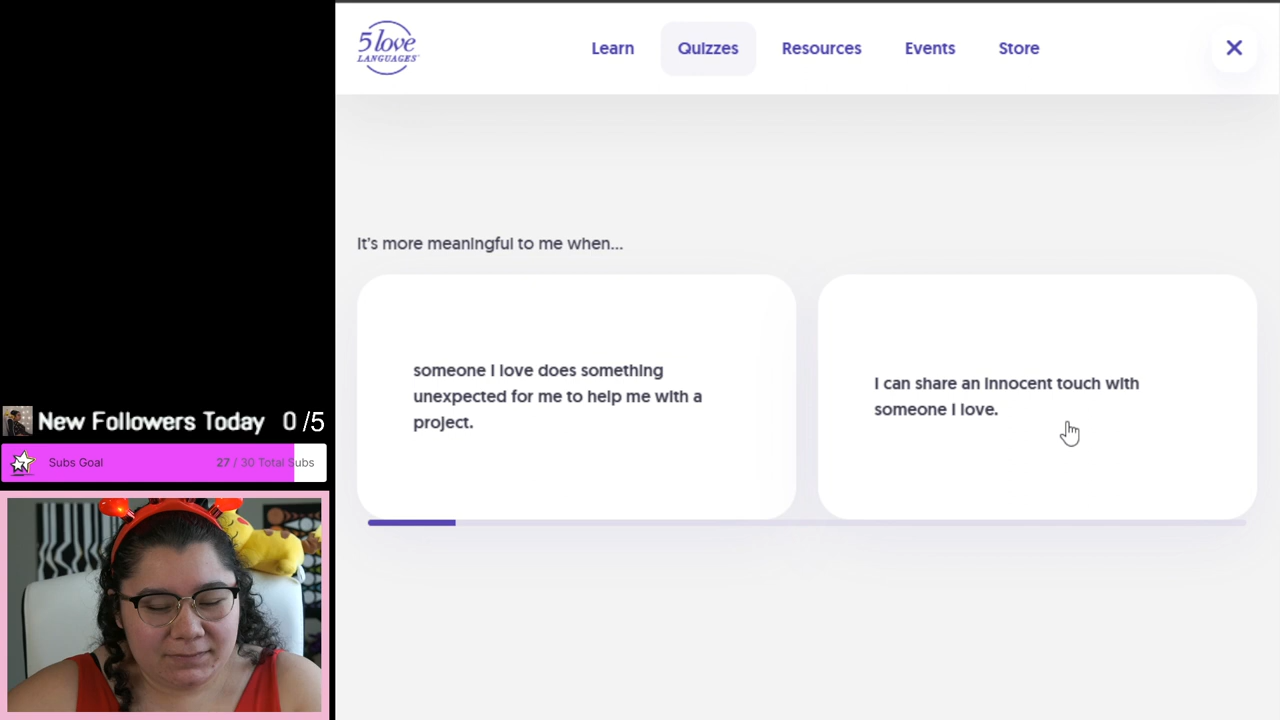 5 love
LANGUAGES
Learn
Quizzes
Resources
Events
Store
It's more meaningful to me when...
someone I love does something
unexpected for me to help me with a
project.
I can share an innocent touch with
someone I love.
New Followers Today 0 /5
Subs Goal 27 / 30 Total Subs